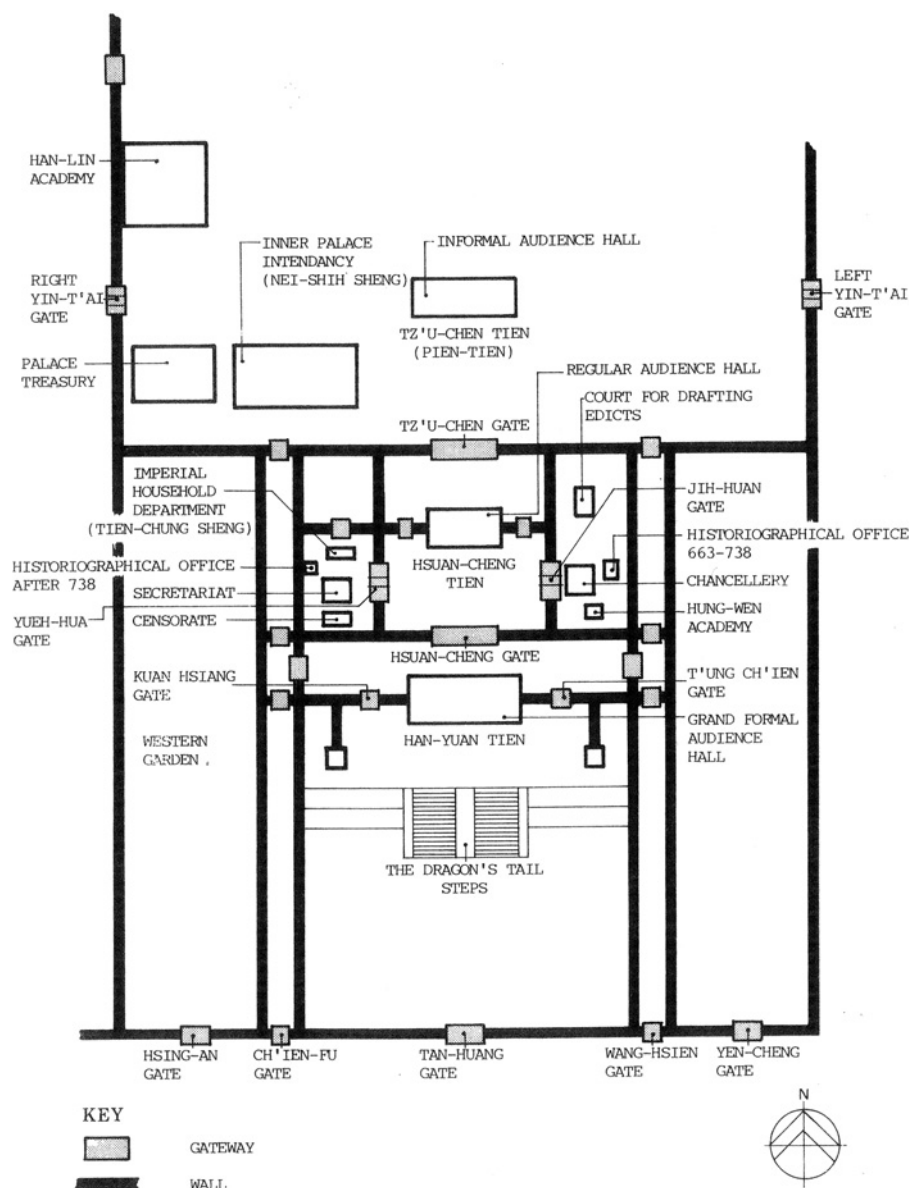 HAN-LIN
ACADEMY
INNER PALACE
INTENDANCY
(NEI-SHIH SHENG)
INFORMAL AUDIENCE HALL
RIGHT
YIN-T'AI
GATE
LEFT
YIN-T'AI
GATE
TZ'U-CHEN TIEN
(PIEN-TIEN)
PALACE
TREASURY
REGULAR AUDIENCE HALL
COURT FOR DRAFTING
EDICTS
TZ'U-CHEN GATE
IMPERIAL
HOUSEHOLD
DEPARTMENT
(TIEN-CHUNG SHENG)
JIH-HUAN
GATE
HISTORIOGRAPHICAL OFFICE
663-738
HISTORIOGRAPHICAL OFFICE
AFTER 738
HSUAN-CHENG
TIEN
SECRETARIAT
CHANCELLERY
YUEH-HUA
GATE
CENSORATE
HUNG-WEN
ACADEMY
HSUAN-CHENG GATE
KUAN HSIANG
GATE
T'UNG CH'IEN
GATE
HAN-YUAN TIEN
GRAND FORMAL
AUDIENCE
HALL
WESTERN
GARDEN
THE DRAGON'S TAIL
STEPS
HSING-AN
GATE
CH'IEN-FU
GATE
TAN-HUANG
GATE
WANG-HSIEN
GATE
YEN-CHENG
GATE
KEY
GATEWAY
WALL
N